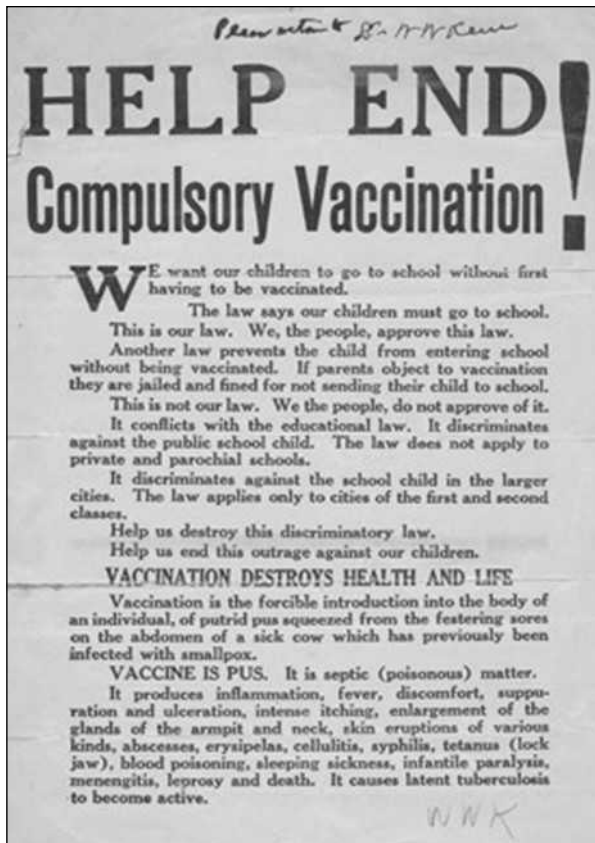 Dr. W W Keen
HELP END!
Compulsory Vaccination
WE want our children to go to school without first
having to be vaccinated.
The law says our children must go to school.
This is our law. We, the people, approve this law.
Another law prevents the child from entering school
without being vaccinated. If parents object to vaccination
they are jailed and fined for not sending their child to school.
This is not our law. We the people, do not approve of it.
It conflicts with the educational law. It discriminates
against the public school child. The law does not apply to
private and parochial schools.
It discriminates against the school child in the larger
cities. The law applies only to cities of the first and second
classes.
Help us destroy this discriminatory law.
Help us end this outrage against our children.
VACCINATION DESTROYS HEALTH AND LIFE
Vaccination is the forcible introduction into the body of
an individual, of putrid pus squeezed from the festering sores
on the abdomen of a sick cow which has previously been
infected with smallpox.
VACCINE IS PUS. It is septic (poisonous) matter.
It produces inflammation, fever, discomfort, suppu-
ration and ulceration, intense itching, enlargement of the
glands of the armpit and neck, skin eruptions of various
kinds, abscesses, erysipelas, cellulitis, syphilis, tetanus (lock
jaw), blood poisoning, sleeping sickness, infantile paralysis,
menengitis, leprosy and death. It causes latent tuberculosis
to become active.
WWK